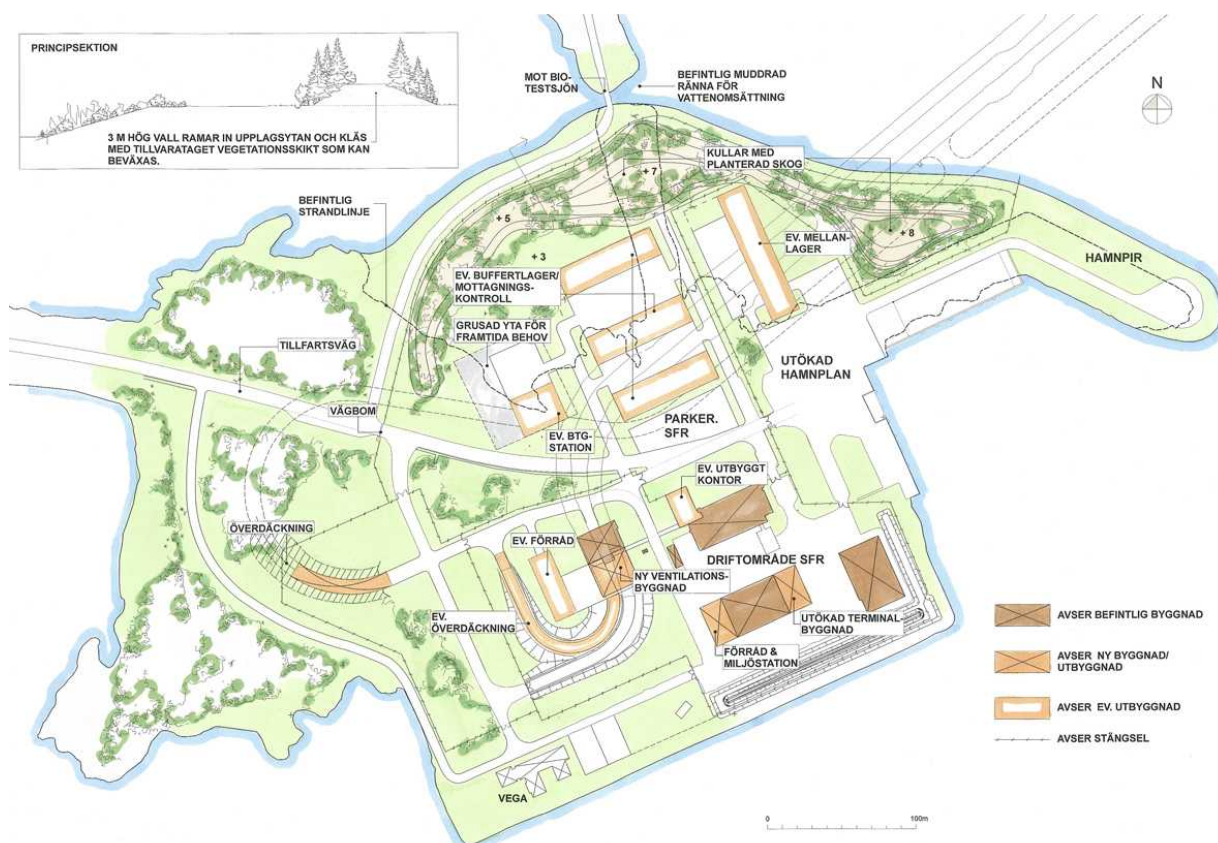 PRINCIPSEKTION
3 M HÖG VALL RAMAR IN UPPLAGSYTAN OCH KLÄS
MED TILLVARATAGET VEGETATIONSSKIKT SOM KAN
BEVÄXAS.
MOT BIO-
TESTSJÖN
BEFINTLIG MUDDRAD
RÄNNA FÖR
VATTENOMSÄTTNING
N
KULLAR MED
PLANTERAD SKOG
+ 7
BEFINTLIG
STRANDLINJE
+ 5
+ 8
+ 3
EV. MELLAN-
LAGER
HAMNPIR
EV. BUFFERTLAGER/
MOTTAGNINGS-
KONTROLL
GRUSAD YTA FÖR
FRAMTIDA BEHOV
TILLFARTSVÄG
UTÖKAD
HAMNPLAN
VÄGBOM
PARKER.
SFR
EV. BTG-
STATION
EV. UTBYGGT
KONTOR
ÖVERDÄCKNING
EV. FÖRRÅD
DRIFTOMRÅDE SFR
NY VENTILATIONS-
BYGGNAD
EV.
ÖVERDÄCKNING
UTÖKAD TERMINAL-
BYGGNAD
FÖRRÅD &
MILJÖSTATION
AVSER BEFINTLIG BYGGNAD
AVSER NY BYGGNAD/
UTBYGGNAD
AVSER EV. UTBYGGNAD
AVSER STÄNGSEL
VEGA
0 100m